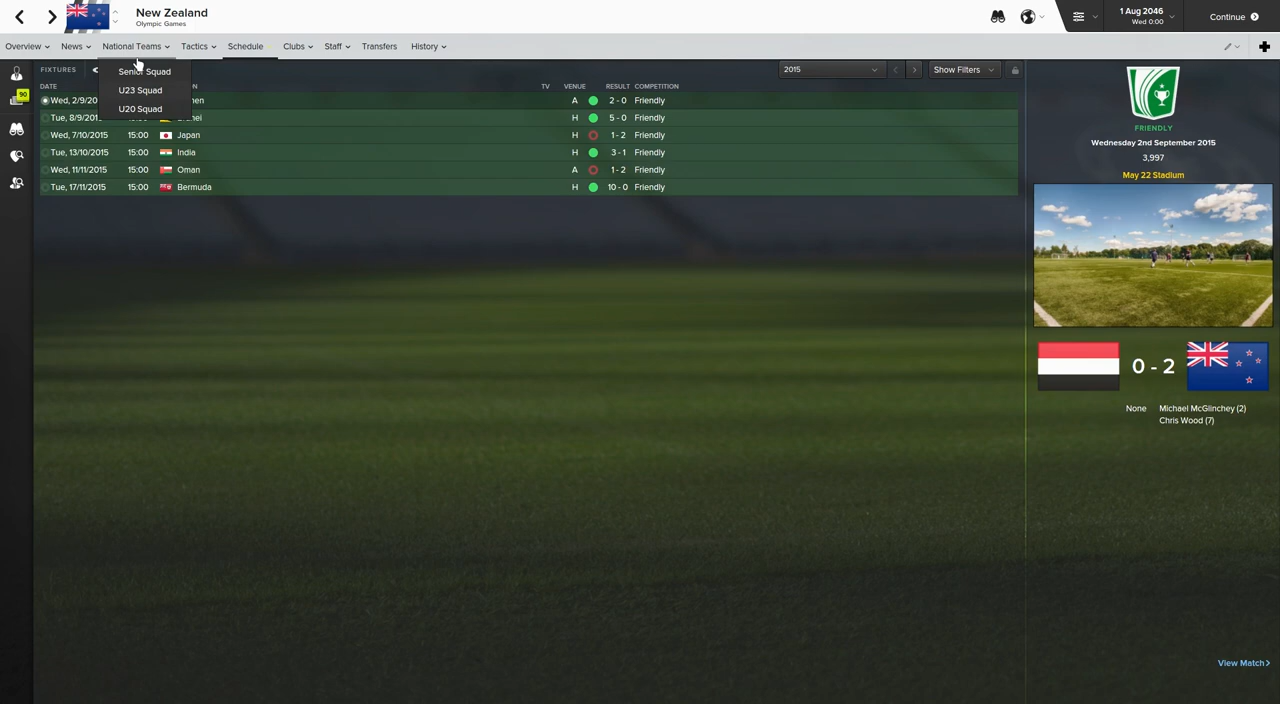 New Zealand
Olympic Games
1 Aug 2046
Wed 0:00
Continue
Overview
News
National Teams
Tactics
Schedule
Clubs
Staff
Transfers
History
Senior Squad
U23 Squad
U20 Squad
90
FIXTURES
2015
Show Filters
DATE TV VENUE RESULT COMPETITION
Wed, 2/9/20 A 2 - 0 Friendly
Tue, 8/9/201 H 5 - 0 Friendly
Wed, 7/10/2015 15:00 Japan H 1 - 2 Friendly
Tue, 13/10/2015 15:00 India H 3 - 1 Friendly
Wed, 11/11/2015 15:00 Oman A 1 - 2 Friendly
Tue, 17/11/2015 15:00 Bermuda H 10 - 0 Friendly
FRIENDLY
Wednesday 2nd September 2015
3,997
May 22 Stadium
0 - 2
None Michael McGlinchey (2)
Chris Wood (7)
View Match